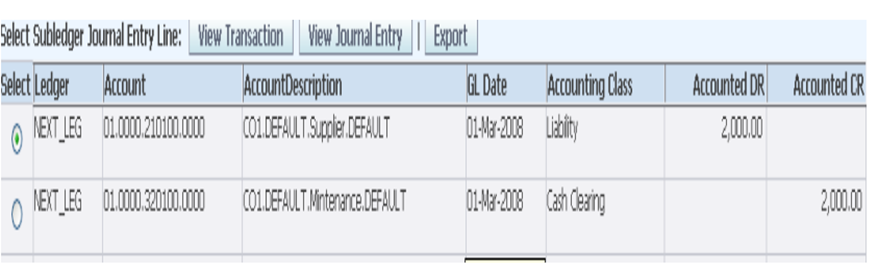 Select Subledger Journal Entry Line: View Transaction View Journal Entry | Export
Select Ledger Account AccountDescription GL Date Accounting Class Accounted DR Accounted CR
NEXT_LEG 01.0000.210100.0000 CO1.DEFAULT.Supplier.DEFAULT 01-Mar-2008 Liability 2,000.00
NEXT_LEG 01.0000.320100.0000 CO1.DEFAULT.Mintenance.DEFAULT 01-Mar-2008 Cash Clearing 2,000.00